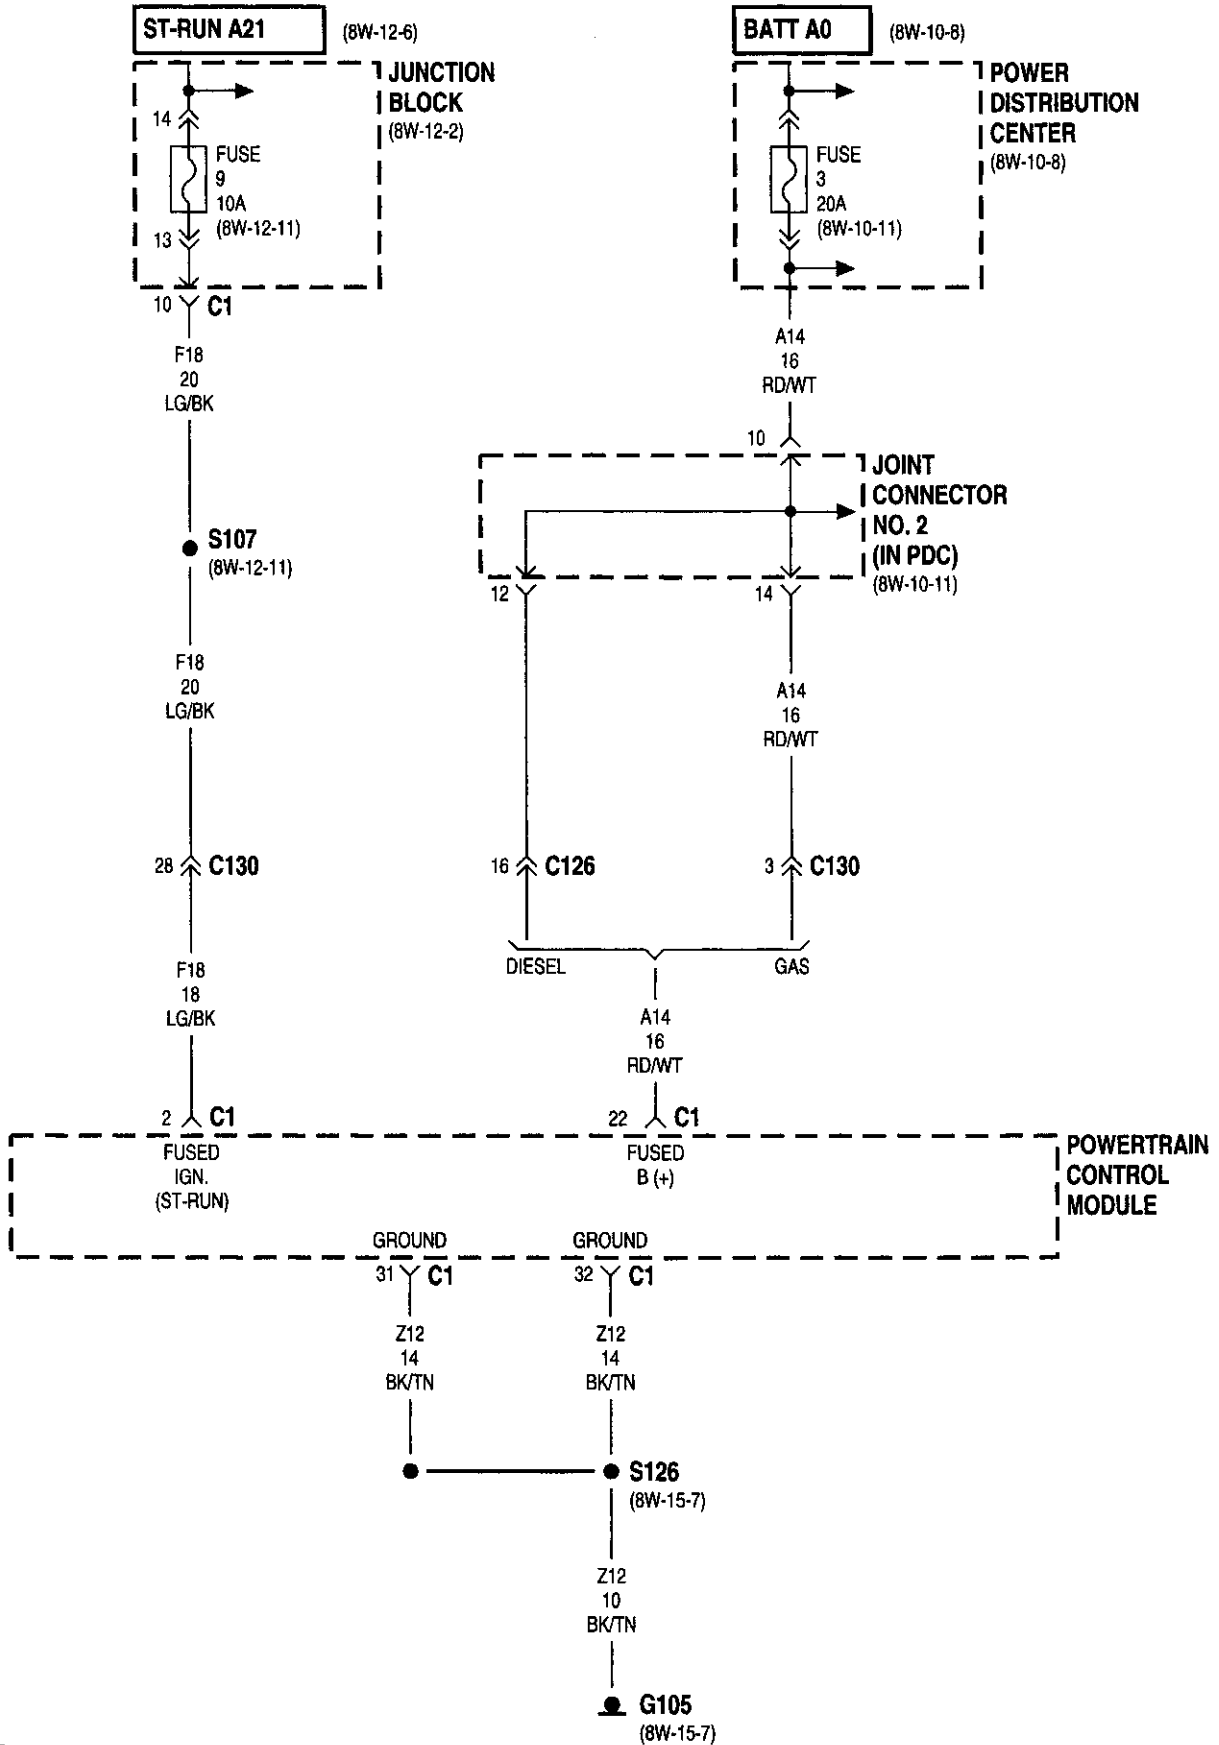 ST-RUN A21
(8W-12-6)
BATT A0
(8W-10-8)
JUNCTION
BLOCK
(8W-12-2)
14
FUSE
9
10A
(8W-12-11)
13
10
C1
POWER
DISTRIBUTION
CENTER
(8W-10-8)
FUSE
3
20A
(8W-10-11)
F18
20
LG/BK
A14
16
RD/WT
10
JOINT
CONNECTOR
NO. 2
(IN PDC)
(8W-10-11)
S107
(8W-12-11)
12
14
F18
20
LG/BK
A14
16
RD/WT
28
C130
16
C126
3
C130
DIESEL
GAS
F18
18
LG/BK
A14
16
RD/WT
2
C1
22
C1
FUSED
IGN.
(ST-RUN)
FUSED
B (+)
POWERTRAIN
CONTROL
MODULE
GROUND
GROUND
31
C1
32
C1
Z12
14
BK/TN
Z12
14
BK/TN
S126
(8W-15-7)
Z12
10
BK/TN
G105
(8W-15-7)